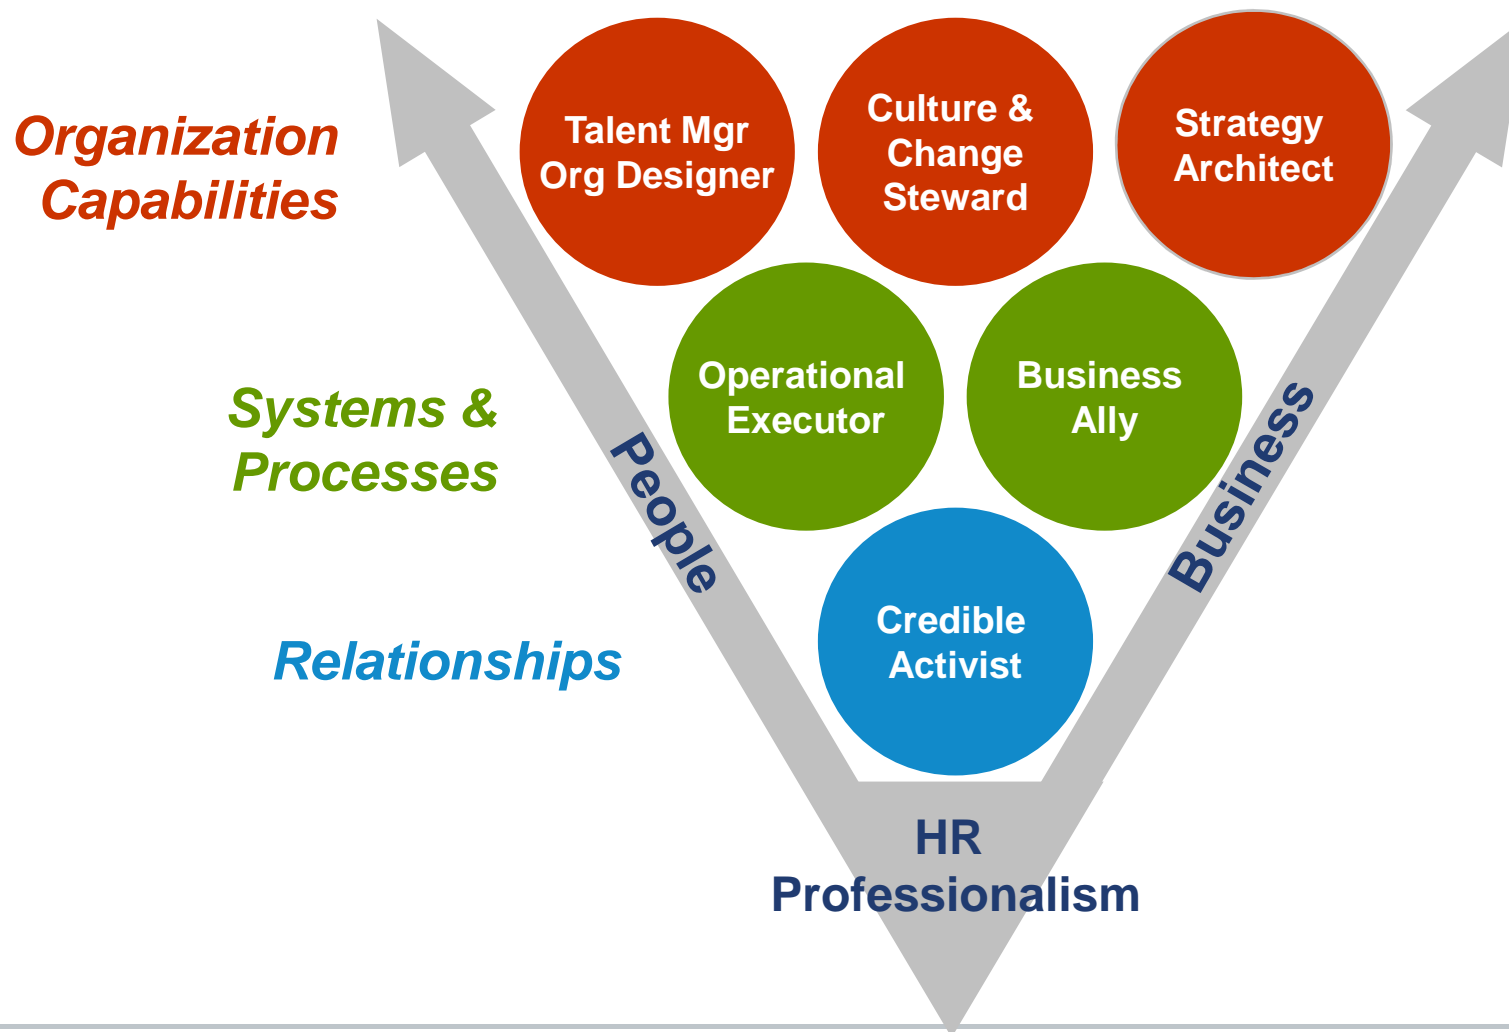 Organization
Capabilities
Talent Mgr
Org Designer
Culture &
Change
Steward
Strategy
Architect
Systems &
Processes
Operational
Executor
Business
Ally
People
Business
Relationships
Credible
Activist
HR
Professionalism